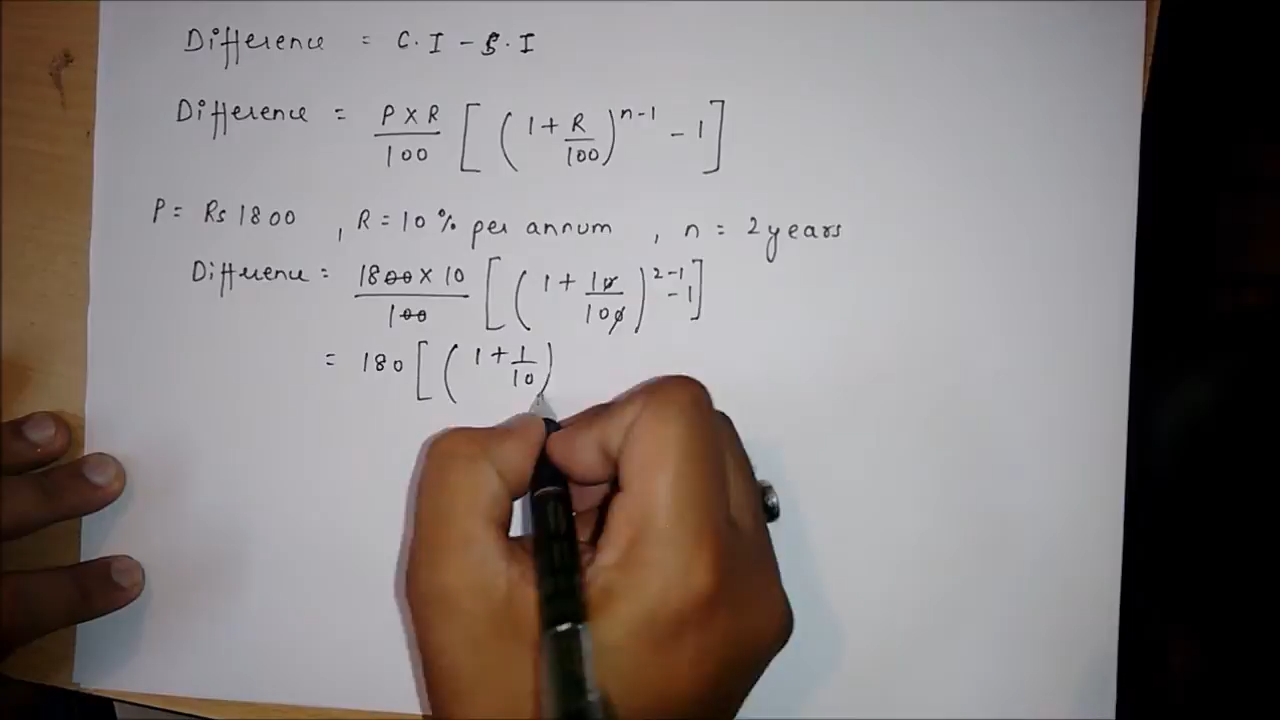 Difference = C.I - S.I
Difference = P X R / 100 [ ( 1 + R/100 )^n-1 - 1 ]
P = Rs 1800 , R = 10 % per annum , n = 2 years
Difference = 1800 X 10 / 100 [ ( 1 + 10/100 )^2-1 - 1 ]
= 180 [ ( 1 + 1/10 )